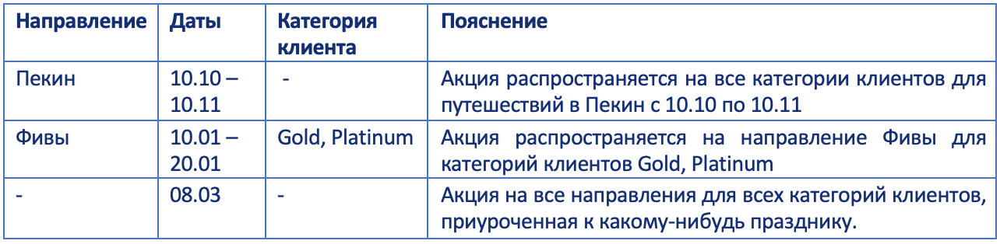 Направление Даты Категория клиента Пояснение
Пекин 10.10 – 10.11 - Акция распространяется на все категории клиентов для путешествий в Пекин с 10.10 по 10.11
Фивы 10.01 – 20.01 Gold, Platinum Акция распространяется на направление Фивы для категорий клиентов Gold, Platinum
- 08.03 - Акция на все направления для всех категорий клиентов, приуроченная к какому-нибудь празднику.